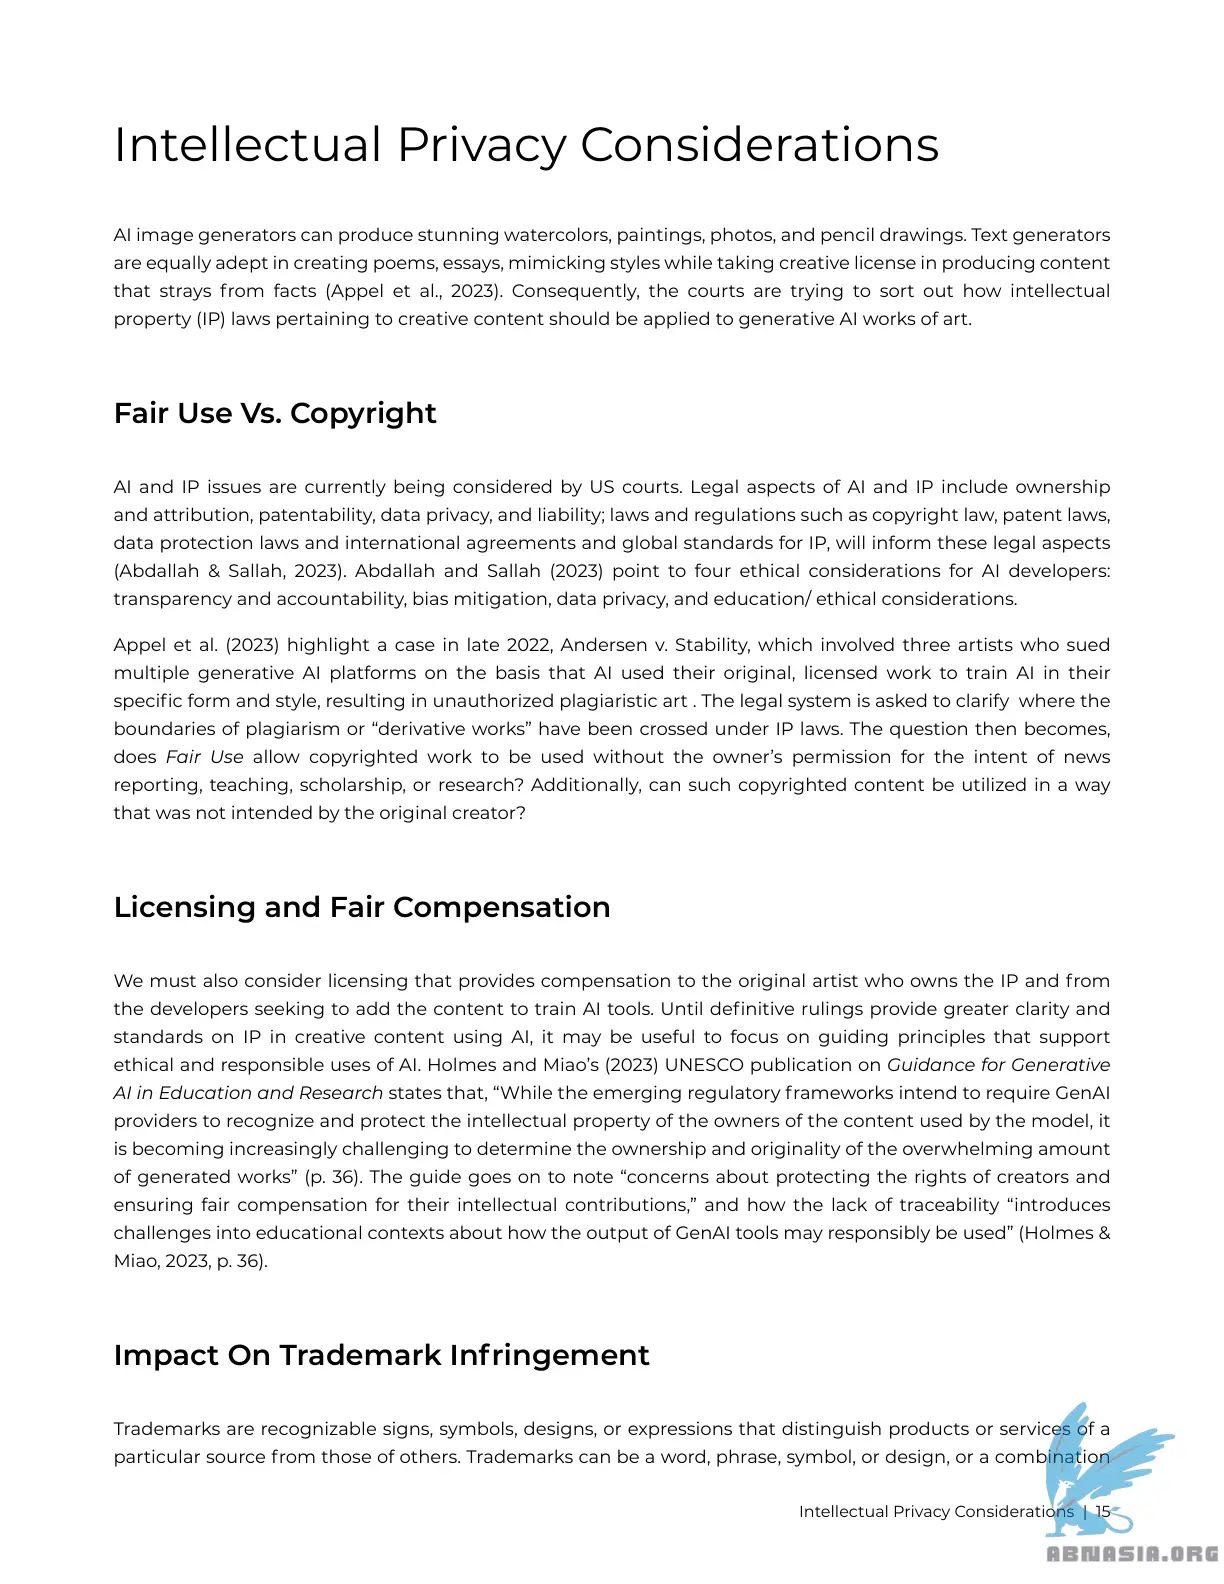 Intellectual Privacy Considerations
AI image generators can produce stunning watercolors, paintings, photos, and pencil drawings. Text generators
are equally adept in creating poems, essays, mimicking styles while taking creative license in producing content
that strays from facts (Appel et al., 2023). Consequently, the courts are trying to sort out how intellectual
property (IP) laws pertaining to creative content should be applied to generative AI works of art.
Fair Use Vs. Copyright
AI and IP issues are currently being considered by US courts. Legal aspects of AI and IP include ownership
and attribution, patentability, data privacy, and liability; laws and regulations such as copyright law, patent laws,
data protection laws and international agreements and global standards for IP, will inform these legal aspects
(Abdallah & Sallah, 2023). Abdallah and Sallah (2023) point to four ethical considerations for AI developers:
transparency and accountability, bias mitigation, data privacy, and education/ ethical considerations.
Appel et al. (2023) highlight a case in late 2022, Andersen v. Stability, which involved three artists who sued
multiple generative AI platforms on the basis that AI used their original, licensed work to train AI in their
specific form and style, resulting in unauthorized plagiaristic art . The legal system is asked to clarify  where the
boundaries of plagiarism or “derivative works” have been crossed under IP laws. The question then becomes,
does Fair Use allow copyrighted work to be used without the owner’s permission for the intent of news
reporting, teaching, scholarship, or research? Additionally, can such copyrighted content be utilized in a way
that was not intended by the original creator?
Licensing and Fair Compensation
We must also consider licensing that provides compensation to the original artist who owns the IP and from
the developers seeking to add the content to train AI tools. Until definitive rulings provide greater clarity and
standards on IP in creative content using AI, it may be useful to focus on guiding principles that support
ethical and responsible uses of AI. Holmes and Miao’s (2023) UNESCO publication on Guidance for Generative
AI in Education and Research states that, “While the emerging regulatory frameworks intend to require GenAI
providers to recognize and protect the intellectual property of the owners of the content used by the model, it
is becoming increasingly challenging to determine the ownership and originality of the overwhelming amount
of generated works” (p. 36). The guide goes on to note “concerns about protecting the rights of creators and
ensuring fair compensation for their intellectual contributions,” and how the lack of traceability “introduces
challenges into educational contexts about how the output of GenAI tools may responsibly be used” (Holmes &
Miao, 2023, p. 36).
Impact On Trademark Infringement
Trademarks are recognizable signs, symbols, designs, or expressions that distinguish products or services of a
particular source from those of others. Trademarks can be a word, phrase, symbol, or design, or a combination
Intellectual Privacy Considerations | 15
ABNASIA.ORG